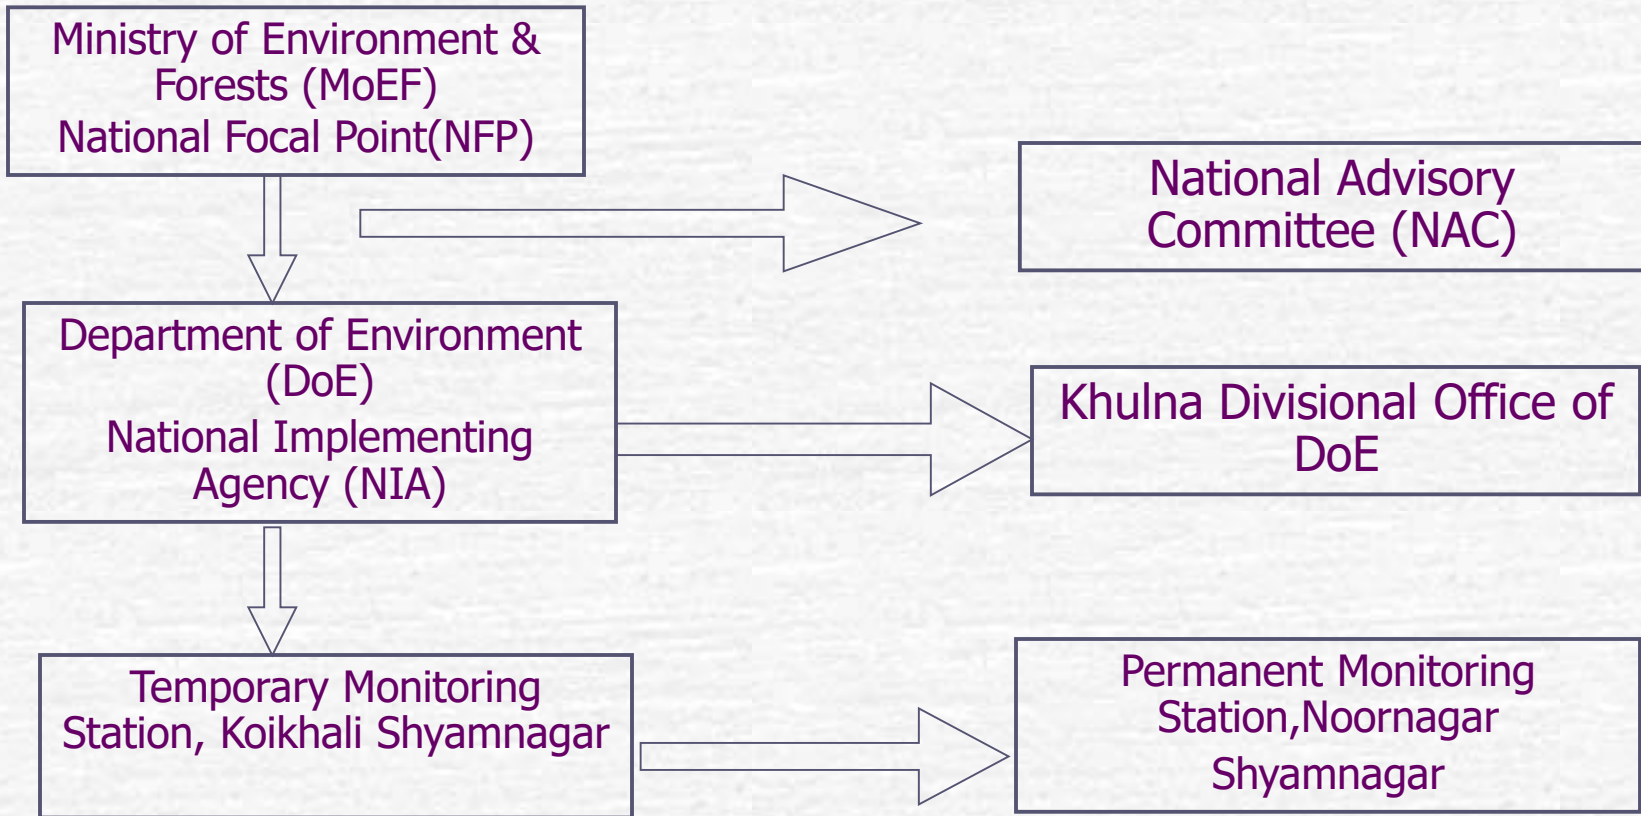 Ministry of Environment &
Forests (MoEF)
National Focal Point(NFP)
National Advisory
Committee (NAC)
Department of Environment
(DoE)
National Implementing
Agency (NIA)
Khulna Divisional Office of
DoE
Temporary Monitoring
Station, Koikhali Shyamnagar
Permanent Monitoring
Station,Noornagar
Shyamnagar